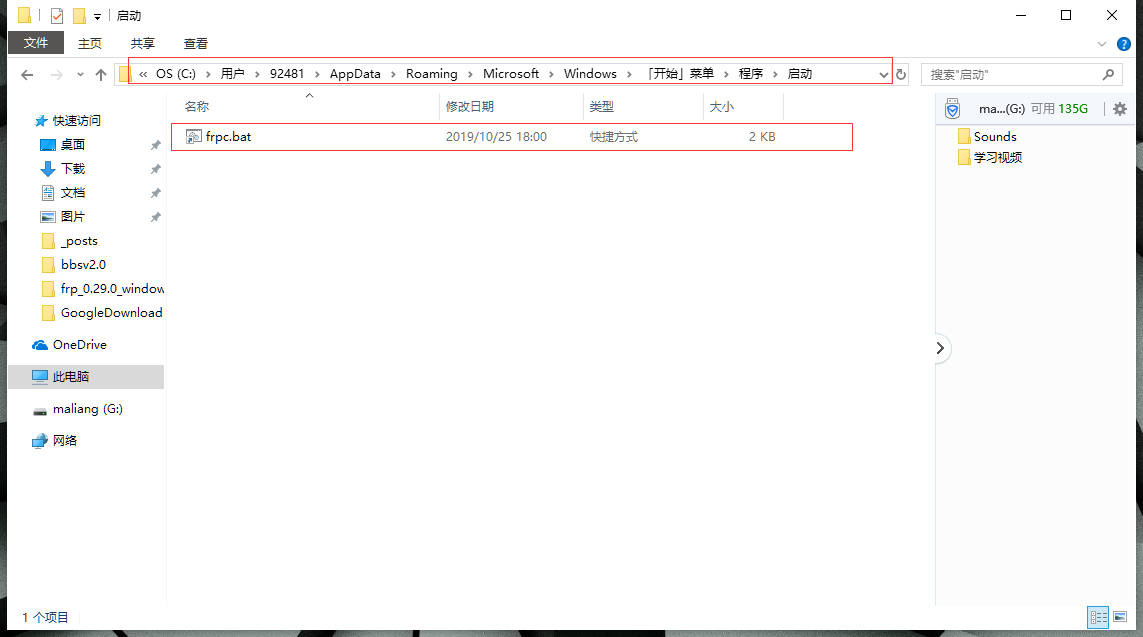 启动
文件 主页 共享 查看
« OS (C:) › 用户 › 92481 › AppData › Roaming › Microsoft › Windows › 「开始」菜单 › 程序 › 启动
搜索"启动"
名称 修改日期 类型 大小
frpc.bat 2019/10/25 18:00 快捷方式 2 KB
快速访问
桌面
下载
文档
图片
_posts
bbsv2.0
frp_0.29.0_window
GoogleDownload
OneDrive
此电脑
maliang (G:)
网络
ma...(G:) 可用 135G
Sounds
学习视频
1 个项目